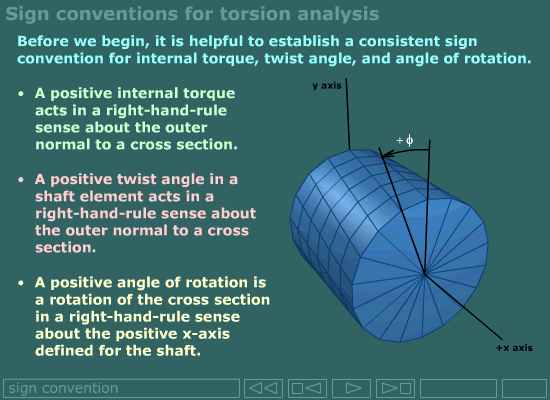 Sign conventions for torsion analysis
Before we begin, it is helpful to establish a consistent sign
convention for internal torque, twist angle, and angle of rotation.
• A positive internal torque
acts in a right-hand-rule
sense about the outer
normal to a cross section.
• A positive twist angle in a
shaft element acts in a
right-hand-rule sense about
the outer normal to a cross
section.
• A positive angle of rotation is
a rotation of the cross section
in a right-hand-rule sense
about the positive x-axis
defined for the shaft.
y axis
+ϕ
+x axis
sign convention